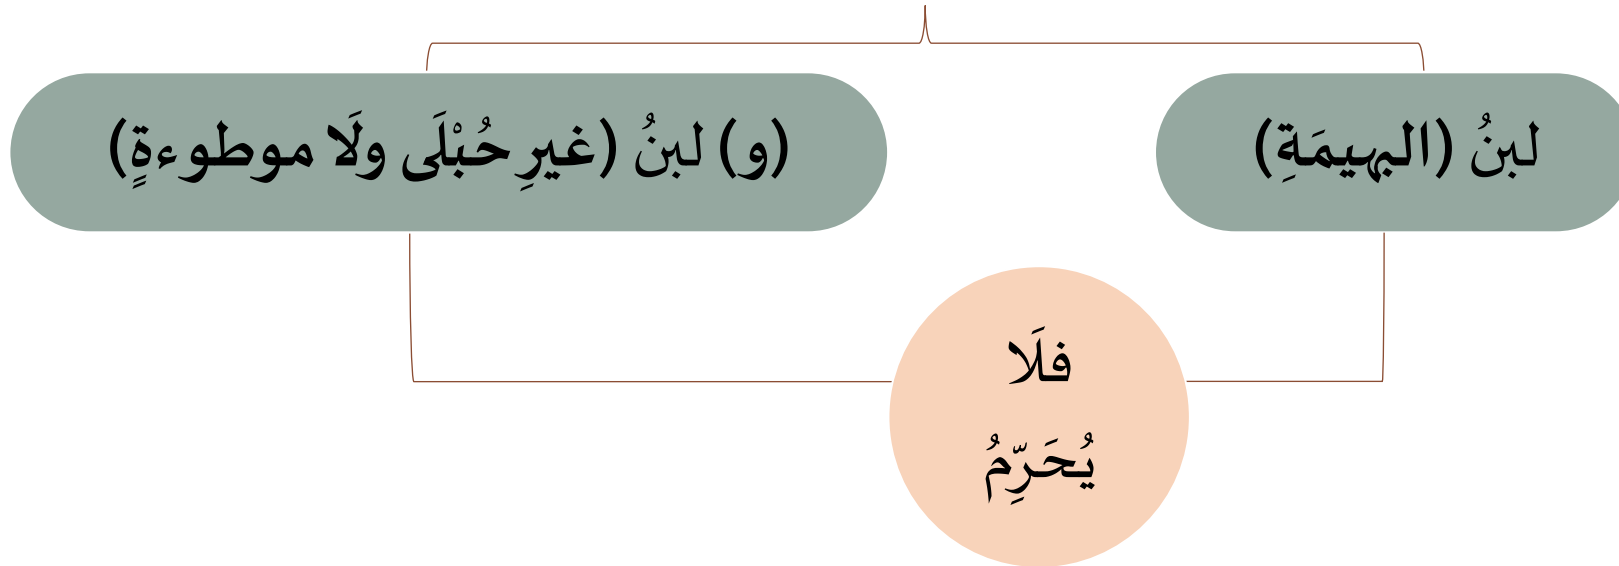 لبنُ (البهيمَةِ)
(و) لبنُ (غيرِ حُبْلَى ولَا موطوءةٍ)
فلَا
يُحَرِّمُ